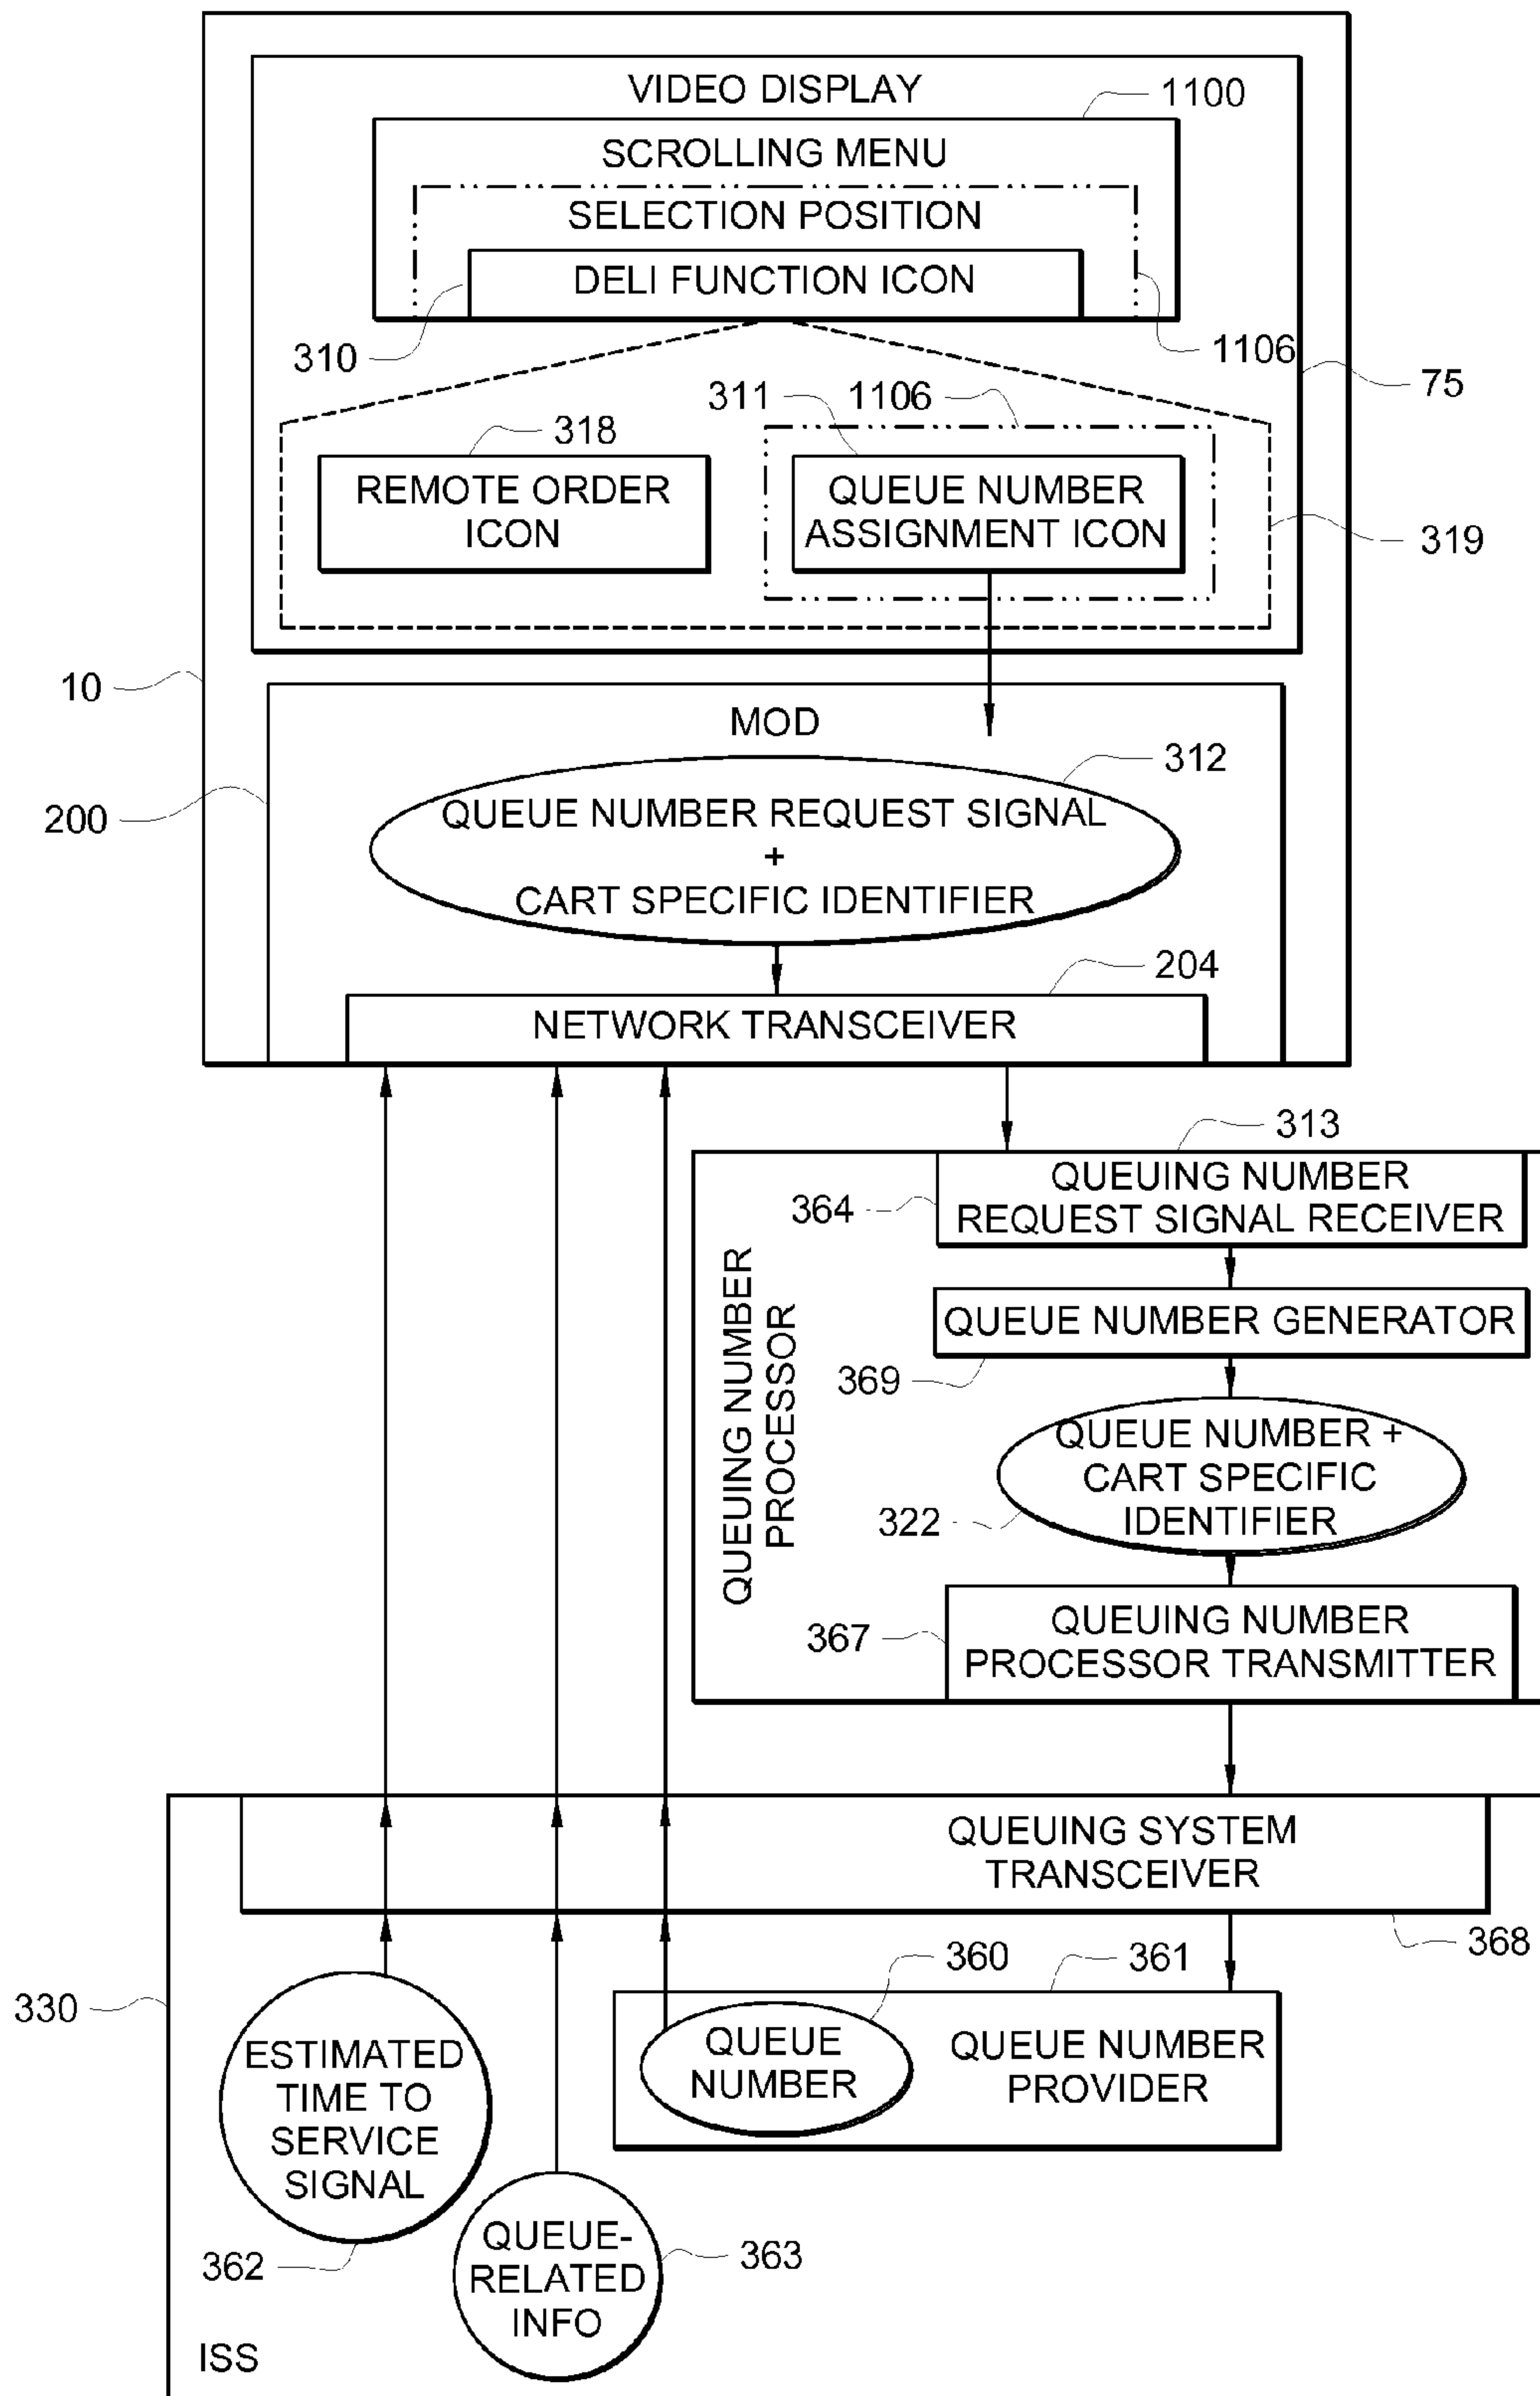 VIDEO DISPLAY
1100
SCROLLING MENU
SELECTION POSITION
DELI FUNCTION ICON
310
1106
75
311
1106
318
REMOTE ORDER
ICON
QUEUE NUMBER
ASSIGNMENT ICON
319
10
MOD
312
200
QUEUE NUMBER REQUEST SIGNAL
+
CART SPECIFIC IDENTIFIER
204
NETWORK TRANSCEIVER
313
364
QUEUING NUMBER
REQUEST SIGNAL RECEIVER
QUEUING NUMBER
PROCESSOR
QUEUE NUMBER GENERATOR
369
QUEUE NUMBER +
CART SPECIFIC
IDENTIFIER
322
367
QUEUING NUMBER
PROCESSOR TRANSMITTER
QUEUING SYSTEM
TRANSCEIVER
368
330
360
361
ESTIMATED
TIME TO
SERVICE
SIGNAL
QUEUE
NUMBER
QUEUE NUMBER
PROVIDER
362
QUEUE-
RELATED
INFO
363
ISS